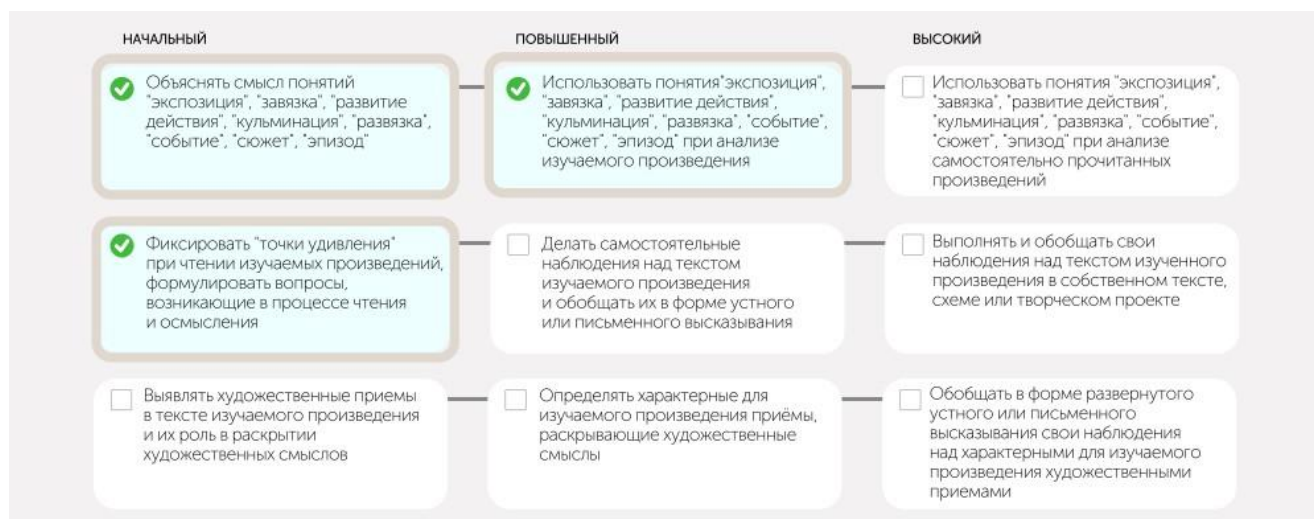 НАЧАЛЬНЫЙ
ПОВЫШЕННЫЙ
ВЫСОКИЙ
Объяснять смысл понятий
"экспозиция", "завязка", "развитие
действия", "кульминация", "развязка",
"событие", "сюжет", "эпизод"
Использовать понятия"экспозиция",
"завязка", "развитие действия",
"кульминация", "развязка", "событие",
"сюжет", "эпизод" при анализе
изучаемого произведения
Использовать понятия "экспозиция",
"завязка", "развитие действия",
"кульминация", "развязка", "событие",
"сюжет", "эпизод" при анализе
самостоятельно прочитанных
произведений
Фиксировать "точки удивления"
при чтении изучаемых произведений,
формулировать вопросы,
возникающие в процессе чтения
и осмысления
Делать самостоятельные
наблюдения над текстом
изучаемого произведения
и обобщать их в форме устного
или письменного высказывания
Выполнять и обобщать свои
наблюдения над текстом изученного
произведения в собственном тексте,
схеме или творческом проекте
Выявлять художественные приемы
в тексте изучаемого произведения
и их роль в раскрытии
художественных смыслов
Определять характерные для
изучаемого произведения приёмы,
раскрывающие художественные
смыслы
Обобщать в форме развернутого
устного или письменного
высказывания свои наблюдения
над характерными для изучаемого
произведения художественными
приемами